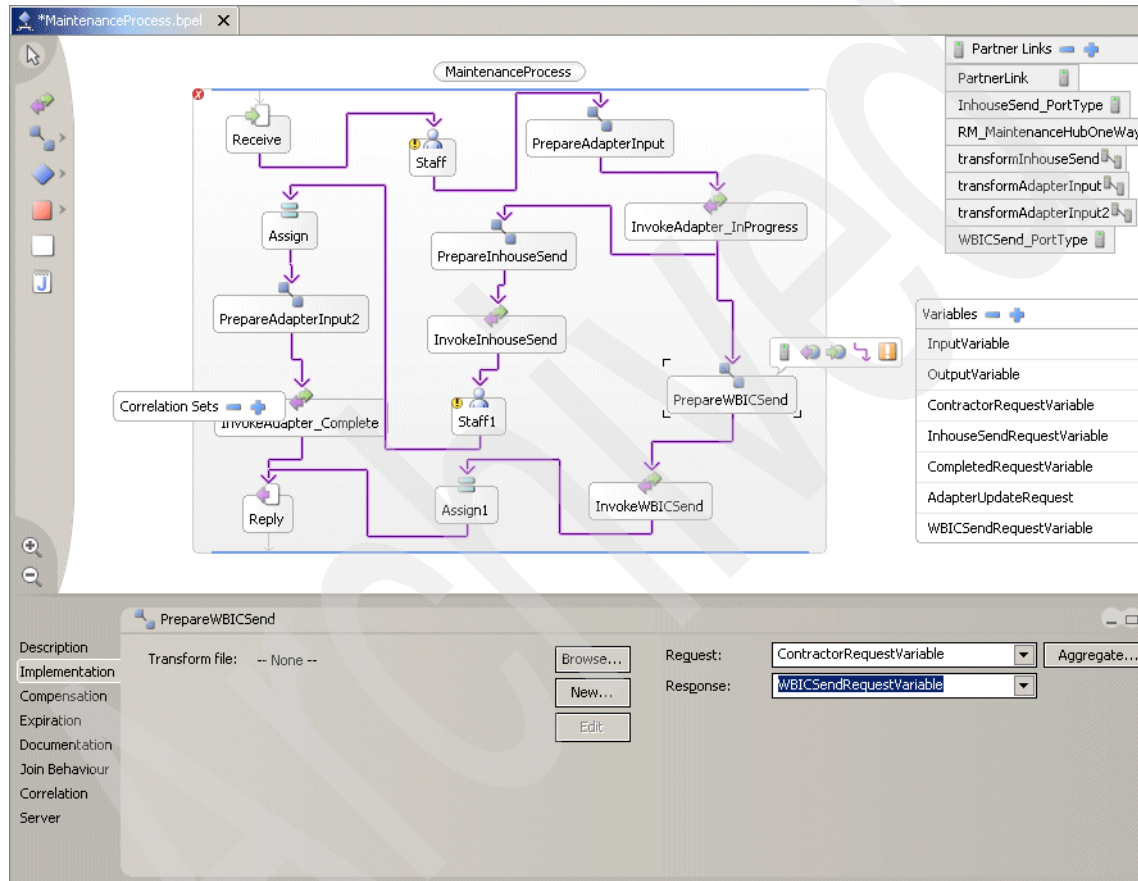 *MaintenanceProcess.bpel
MaintenanceProcess
Partner Links
PartnerLink
InhouseSend_PortType
RM_MaintenanceHubOneWay
transformInhouseSend
transformAdapterInput
transformAdapterInput2
WBICSend_PortType
Receive
Staff
PrepareAdapterInput
Assign
PrepareInhouseSend
InvokeAdapter_InProgress
PrepareAdapterInput2
InvokeInhouseSend
Correlation Sets
InvokeAdapter_Complete
Staff1
PrepareWBICSend
Reply
Assign1
InvokeWBICSend
Variables
InputVariable
OutputVariable
ContractorRequestVariable
InhouseSendRequestVariable
CompletedRequestVariable
AdapterUpdateRequest
WBICSendRequestVariable
PrepareWBICSend
Description
Implementation
Compensation
Expiration
Documentation
Join Behaviour
Correlation
Server
Transform file: -- None --
Browse...
New...
Edit
Request: ContractorRequestVariable
Aggregate...
Response: WBICSendRequestVariable
J
Archived